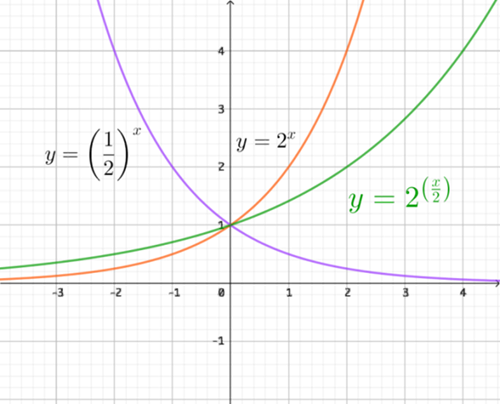 4
3
y = (1/2)^x
y = 2^x
2
y = 2^(x/2)
1
-3 -2 -1 0 1 2 3 4
-1